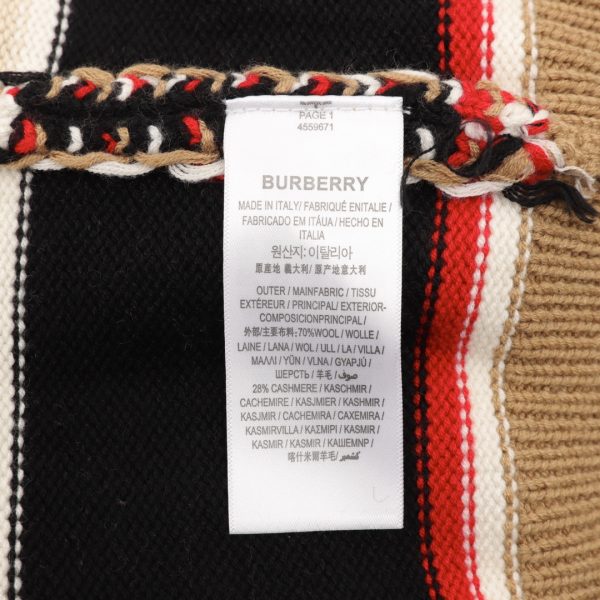 PAGE 1
4559671
BURBERRY
MADE IN ITALY/ FABRIQUÉ ENITALIE /
FABRICADO EM ITÁUA / HECHO EN
ITALIA
원산지: 이탈리아
原産地 義大利/ 原产地意大利
OUTER / MAINFABRIC / TISSU
EXTÉREUR / PRINCIPAL/ EXTERIOR-
COMPOSICIONPRINCIPAL /
外部/主要布料: 70%WOOL / WOLLE /
LAINE / LANA / WOL / ULL / LA / VILLA /
ΜΑΛΛΙ / YÜN / VLNA / GYAPJÚ /
ШЕРСТЬ / 羊毛 / صوف /
28% CASHMERE / KASCHMIR /
CACHEMIRE / KASJMIER / KASHMIR /
KASJMIR / CACHEMIRA / CAXEMIRA /
KASMIRVILLA / ΚΑΣΜΙΡΙ / KASMIR /
KASMIR / KASMIR / КАШЕМNР /
喀什米爾羊毛/ كشمير /